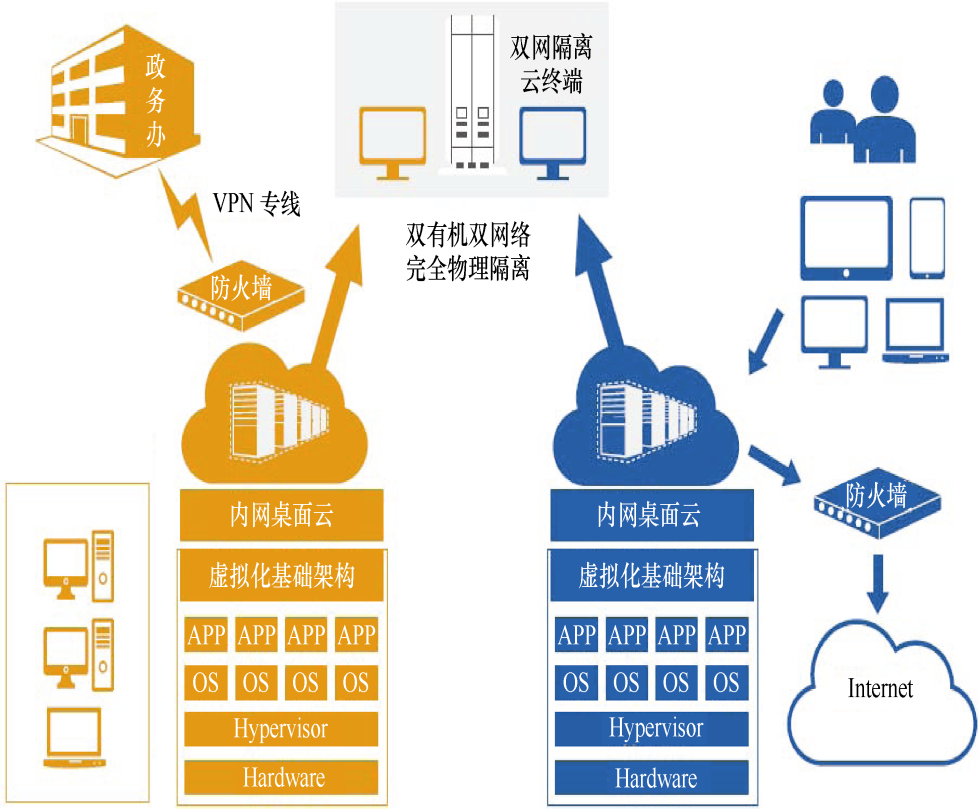 政
务
办
VPN 专线
防火墙
双网隔离
云终端
双有机双网络
完全物理隔离
内网桌面云
虚拟化基础架构
APP APP APP APP
OS OS OS OS
Hypervisor
Hardware
内网桌面云
虚拟化基础架构
APP APP APP APP
OS OS OS OS
Hypervisor
Hardware
防火墙
Internet